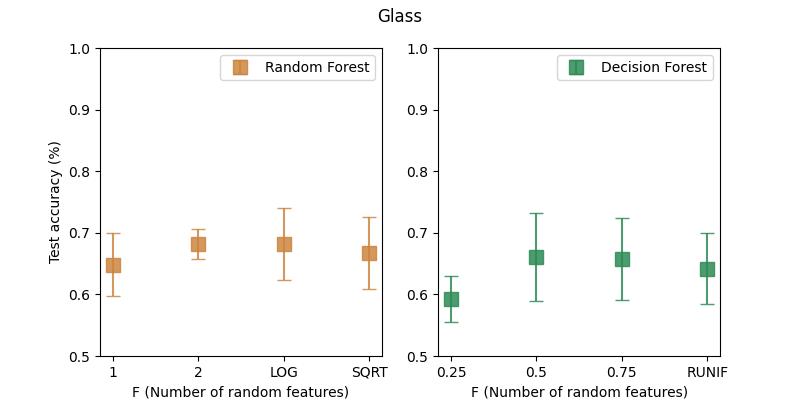 Glass
Test accuracy (%)
1.0
0.9
0.8
0.7
0.6
0.5
Random Forest
1 2 LOG SQRT
F (Number of random features)
1.0
0.9
0.8
0.7
0.6
0.5
Decision Forest
0.25 0.5 0.75 RUNIF
F (Number of random features)